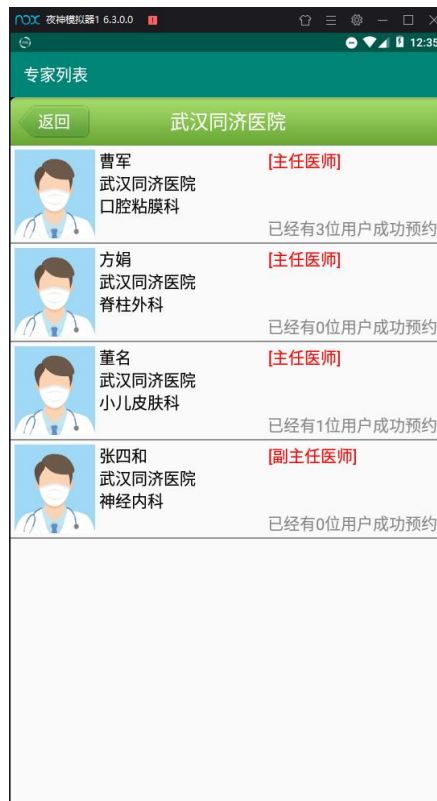 nox 夜神模拟器1 6.3.0.0
12:35
专家列表
返回 武汉同济医院
曹军 [主任医师]
武汉同济医院
口腔粘膜科
已经有3位用户成功预约
方娟 [主任医师]
武汉同济医院
脊柱外科
已经有0位用户成功预约
董名 [主任医师]
武汉同济医院
小儿皮肤科
已经有1位用户成功预约
张四和 [副主任医师]
武汉同济医院
神经内科
已经有0位用户成功预约